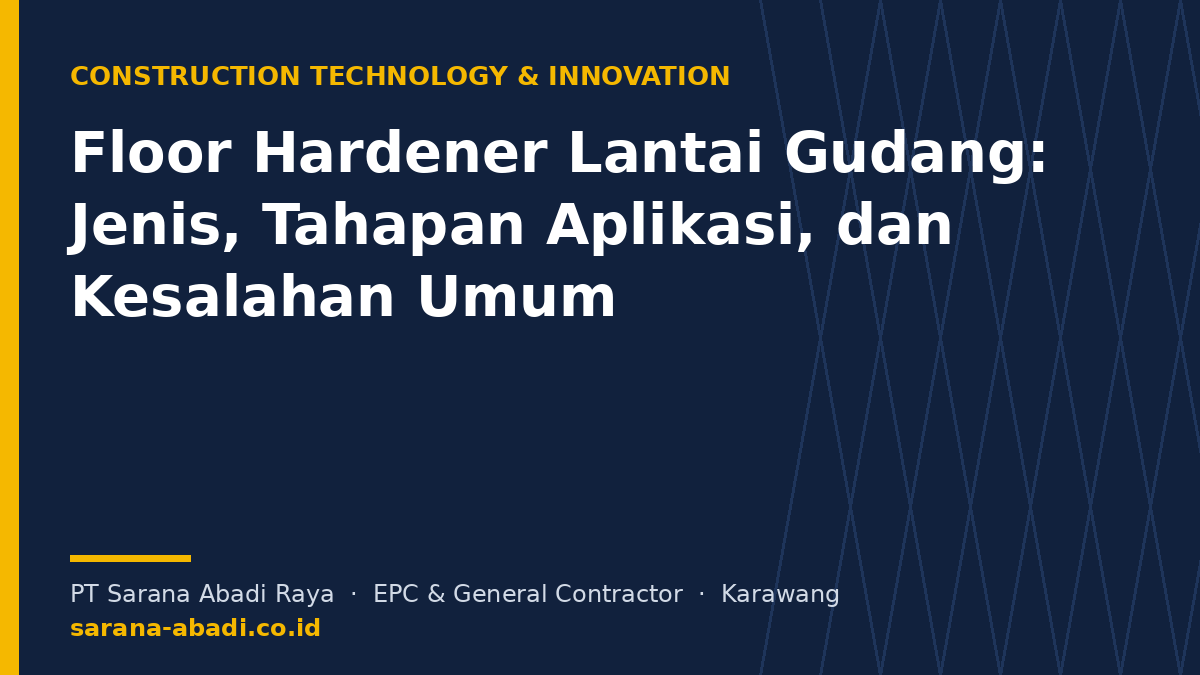 CONSTRUCTION TECHNOLOGY & INNOVATION
Floor Hardener Lantai Gudang:
Jenis, Tahapan Aplikasi, dan
Kesalahan Umum
PT Sarana Abadi Raya · EPC & General Contractor · Karawang
sarana-abadi.co.id